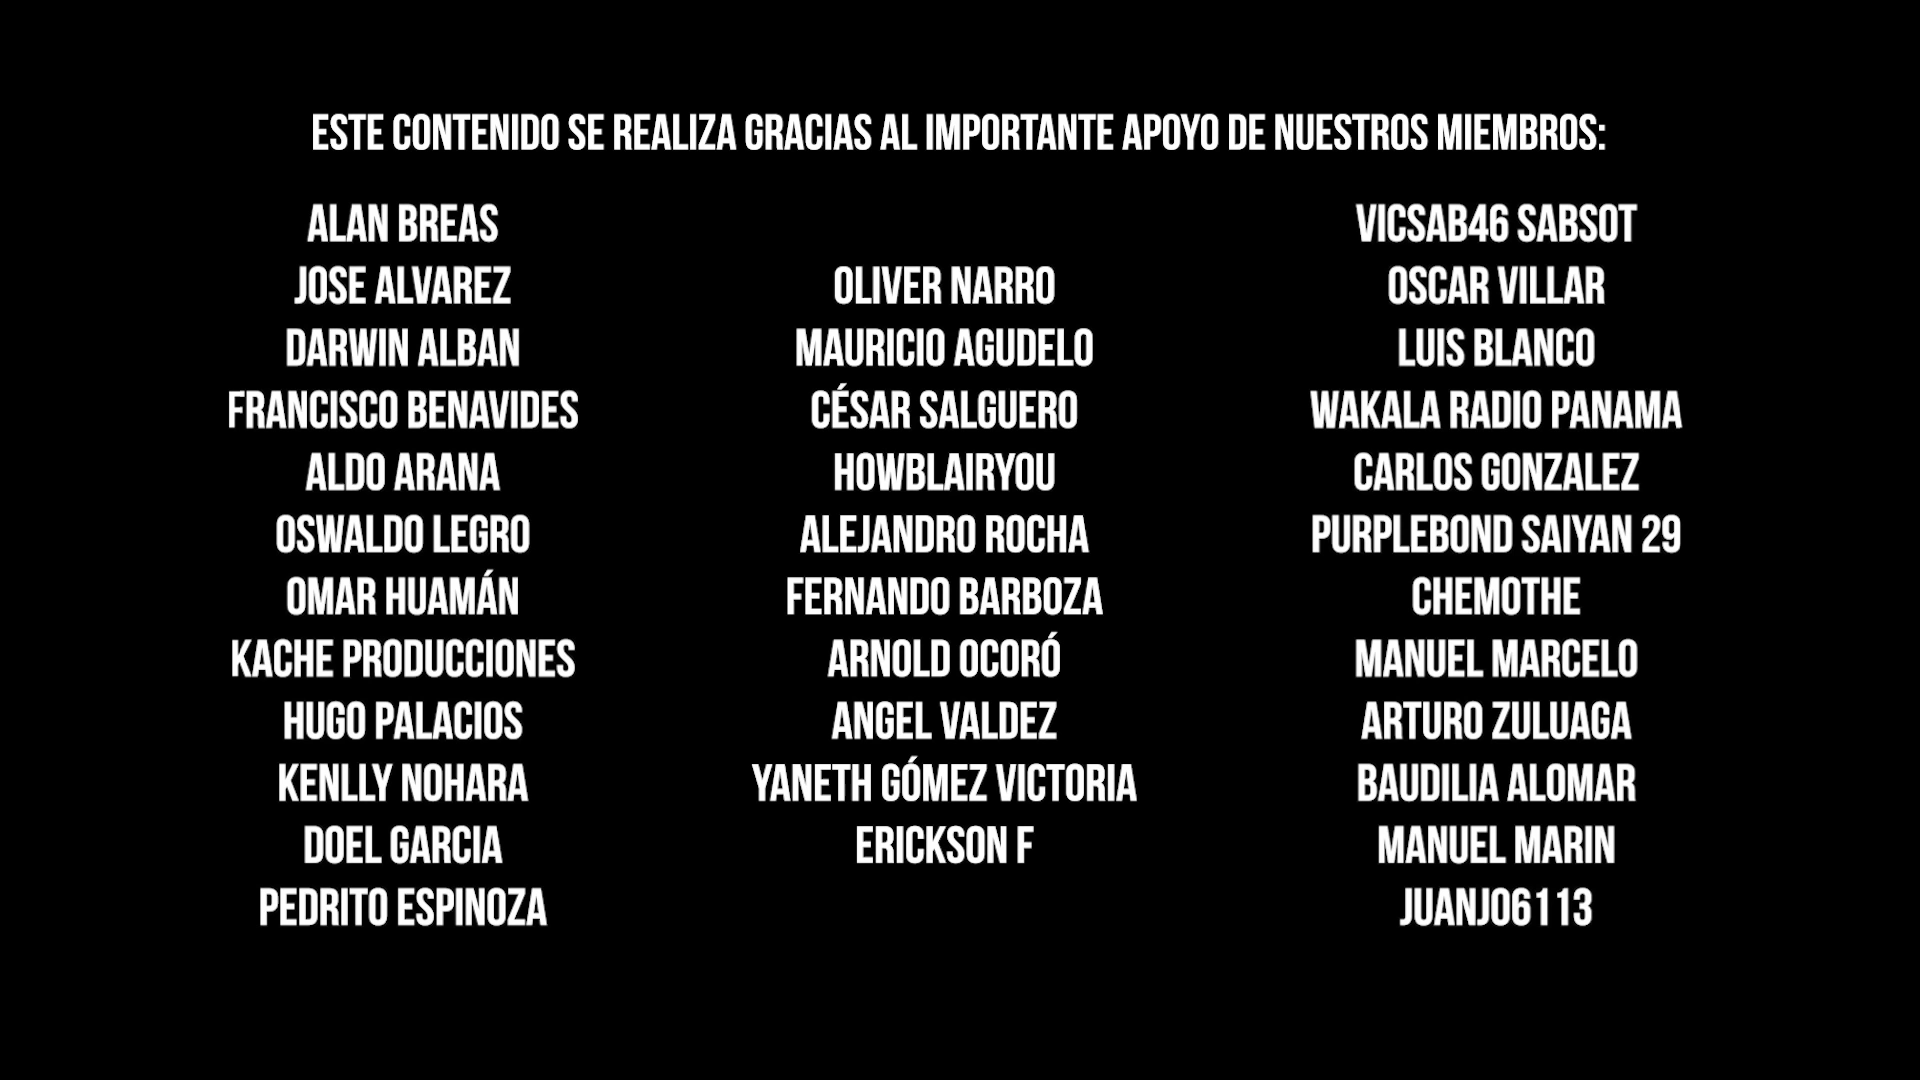 ESTE CONTENIDO SE REALIZA GRACIAS AL IMPORTANTE APOYO DE NUESTROS MIEMBROS:
ALAN BREAS
JOSE ALVAREZ
DARWIN ALBAN
FRANCISCO BENAVIDES
ALDO ARANA
OSWALDO LEGRO
OMAR HUAMÁN
KACHE PRODUCCIONES
HUGO PALACIOS
KENLLY NOHARA
DOEL GARCIA
PEDRITO ESPINOZA
OLIVER NARRO
MAURICIO AGUDELO
CÉSAR SALGUERO
HOWBLAIRYOU
ALEJANDRO ROCHA
FERNANDO BARBOZA
ARNOLD OCORÓ
ANGEL VALDEZ
YANETH GÓMEZ VICTORIA
ERICKSON F
VICSAB46 SABSOT
OSCAR VILLAR
LUIS BLANCO
WAKALA RADIO PANAMA
CARLOS GONZALEZ
PURPLEBOND SAIYAN 29
CHEMOTHE
MANUEL MARCELO
ARTURO ZULUAGA
BAUDILIA ALOMAR
MANUEL MARIN
JUANJO6113